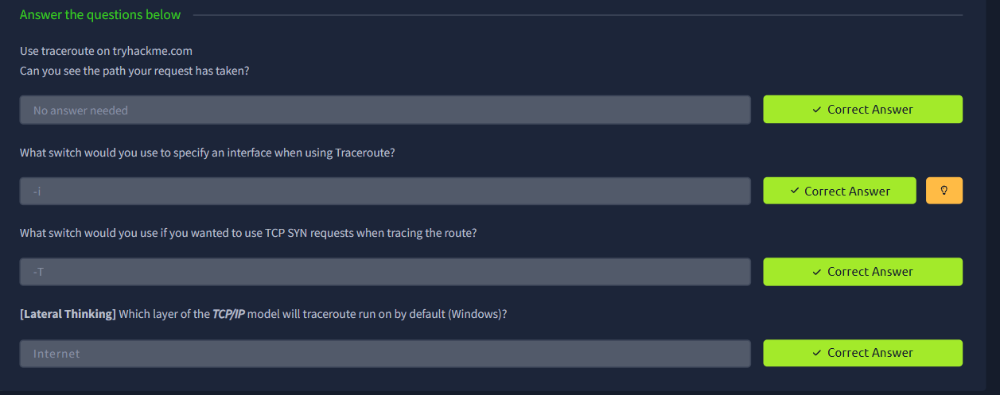 Answer the questions below
Use traceroute on tryhackme.com
Can you see the path your request has taken?
No answer needed
Correct Answer
What switch would you use to specify an interface when using Traceroute?
-i
Correct Answer
What switch would you use if you wanted to use TCP SYN requests when tracing the route?
-T
Correct Answer
[Lateral Thinking] Which layer of the TCP/IP model will traceroute run on by default (Windows)?
Internet
Correct Answer